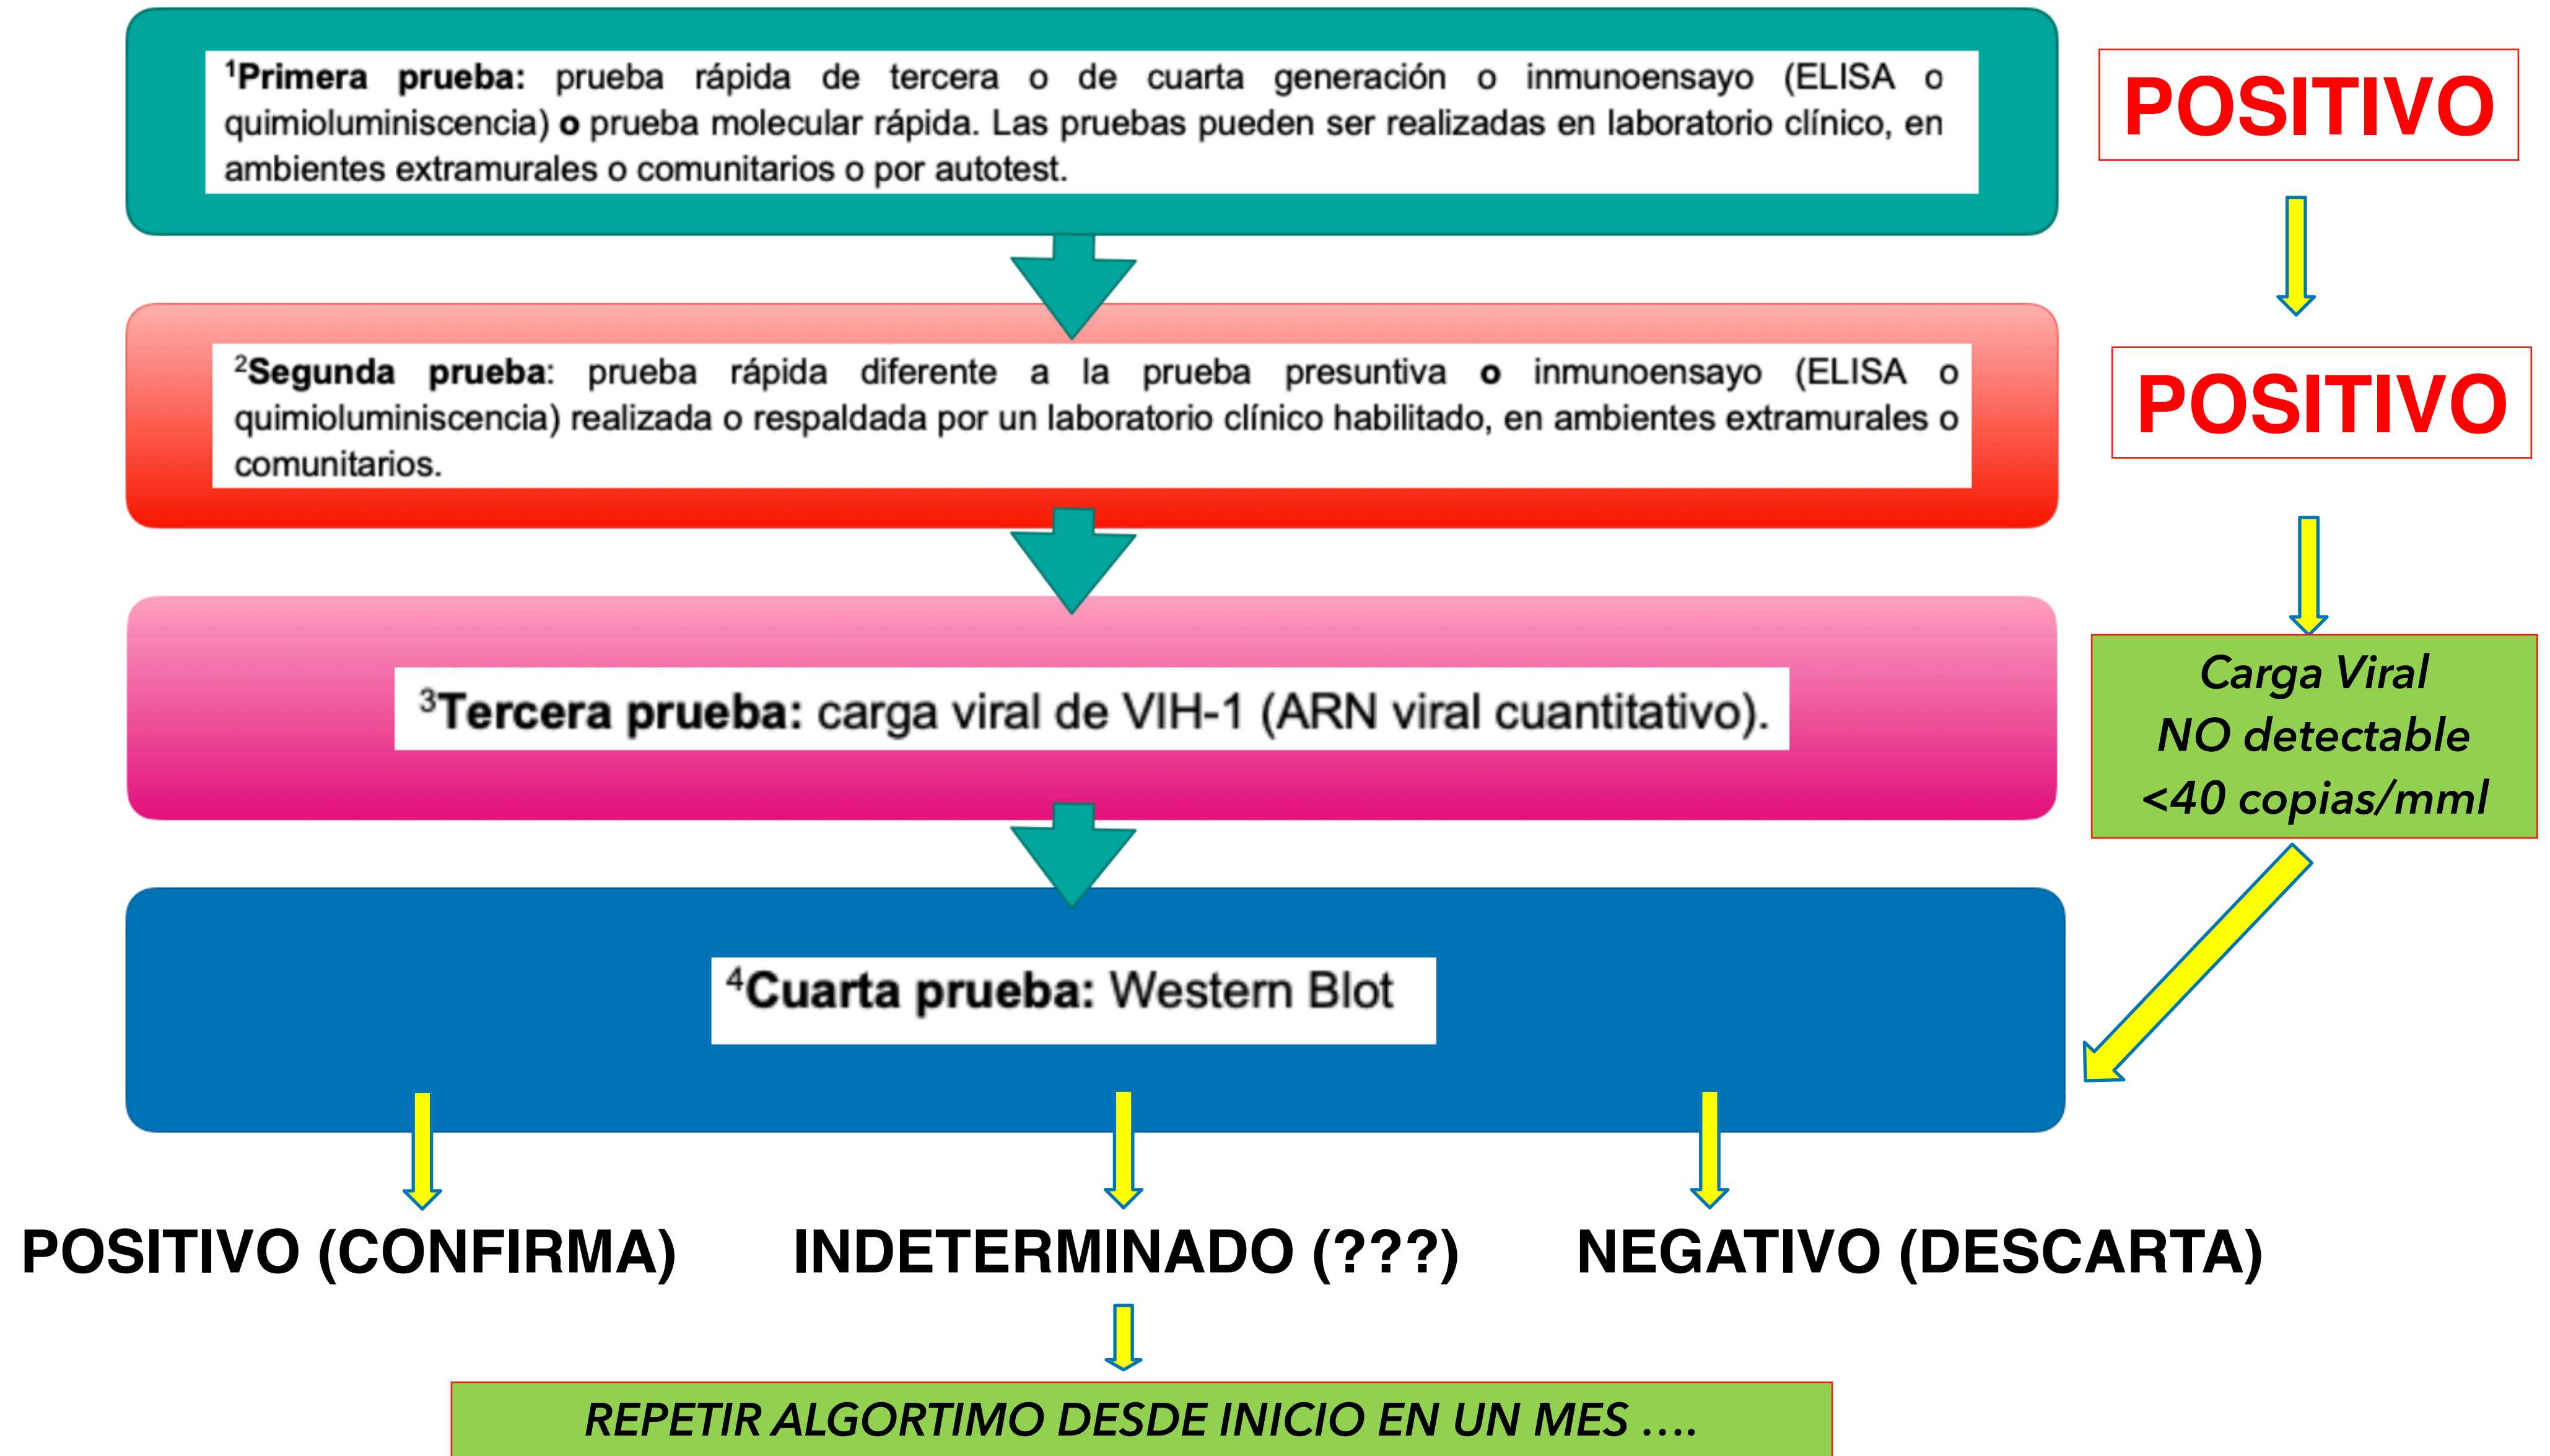 ¹Primera prueba: prueba rápida de tercera o de cuarta generación o inmunoensayo (ELISA o
quimioluminiscencia) o prueba molecular rápida. Las pruebas pueden ser realizadas en laboratorio clínico, en
ambientes extramurales o comunitarios o por autotest.
POSITIVO
²Segunda prueba: prueba rápida diferente a la prueba presuntiva o inmunoensayo (ELISA o
quimioluminiscencia) realizada o respaldada por un laboratorio clínico habilitado, en ambientes extramurales o
comunitarios.
POSITIVO
³Tercera prueba: carga viral de VIH-1 (ARN viral cuantitativo).
Carga Viral
NO detectable
<40 copias/mml
⁴Cuarta prueba: Western Blot
POSITIVO (CONFIRMA)
INDETERMINADO (???)
NEGATIVO (DESCARTA)
REPETIR ALGORTIMO DESDE INICIO EN UN MES ....